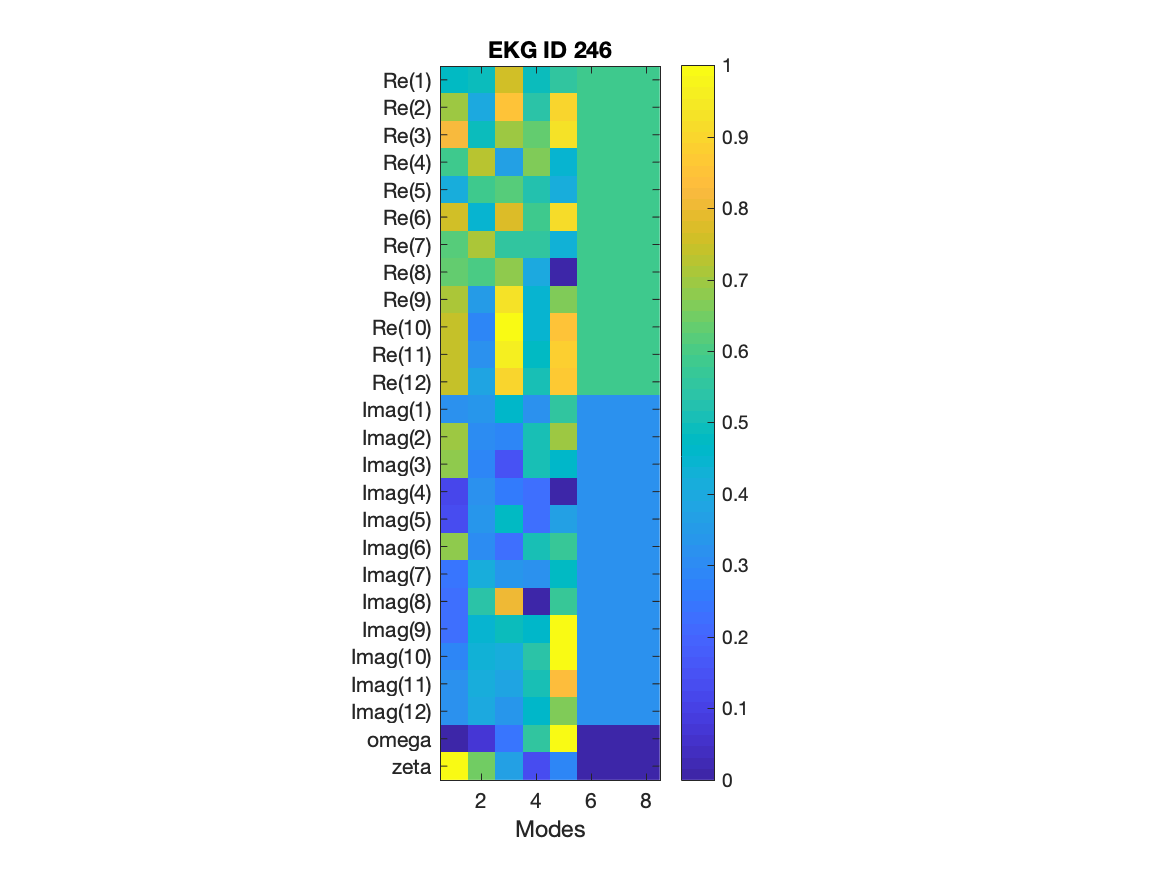 EKG ID 246
Re(1)
Re(2)
Re(3)
Re(4)
Re(5)
Re(6)
Re(7)
Re(8)
Re(9)
Re(10)
Re(11)
Re(12)
Imag(1)
Imag(2)
Imag(3)
Imag(4)
Imag(5)
Imag(6)
Imag(7)
Imag(8)
Imag(9)
Imag(10)
Imag(11)
Imag(12)
omega
zeta
2 4 6 8
Modes
1
0.9
0.8
0.7
0.6
0.5
0.4
0.3
0.2
0.1
0